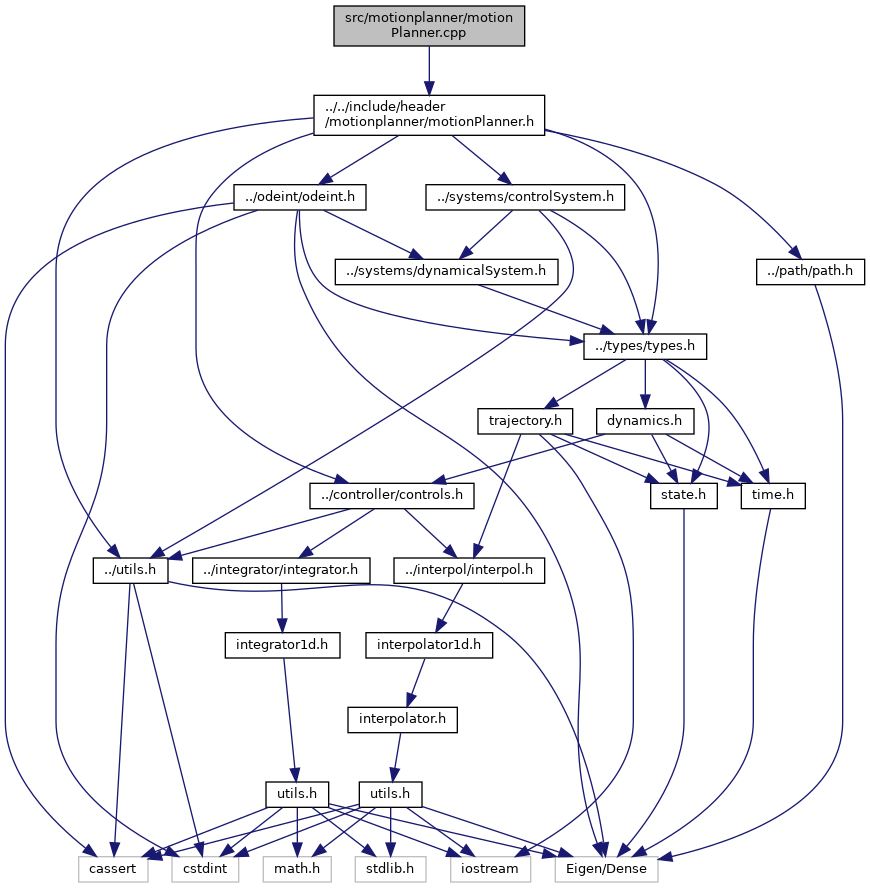 src/motionplanner/motion
Planner.cpp
../../include/header
/motionplanner/motionPlanner.h
../odeint/odeint.h
../systems/controlSystem.h
../systems/dynamicalSystem.h
../path/path.h
../types/types.h
trajectory.h
dynamics.h
../controller/controls.h
state.h
time.h
../utils.h
../integrator/integrator.h
../interpol/interpol.h
integrator1d.h
interpolator1d.h
interpolator.h
utils.h
utils.h
cassert
cstdint
math.h
stdlib.h
iostream
Eigen/Dense